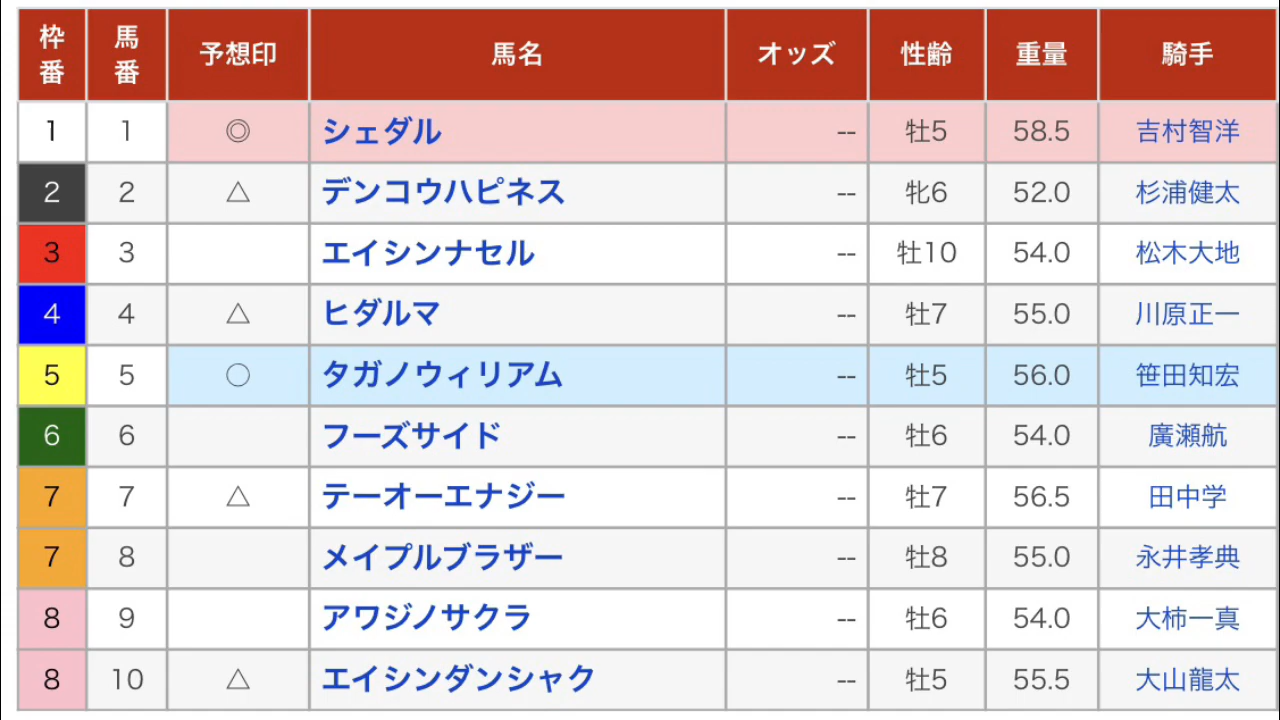 枠番 馬番 予想印 馬名 オッズ 性齢 重量 騎手
1 1 ◎ シェダル -- 牡5 58.5 吉村智洋
2 2 △ デンコウハピネス -- 牝6 52.0 杉浦健太
3 3 エイシンナセル -- 牡10 54.0 松木大地
4 4 △ ヒダルマ -- 牡7 55.0 川原正一
5 5 ○ タガノウィリアム -- 牡5 56.0 笹田知宏
6 6 フーズサイド -- 牡6 54.0 廣瀬航
7 7 △ テーオーエナジー -- 牡7 56.5 田中学
7 8 メイプルブラザー -- 牡8 55.0 永井孝典
8 9 アワジノサクラ -- 牡6 54.0 大柿一真
8 10 △ エイシンダンシャク -- 牡5 55.5 大山龍太